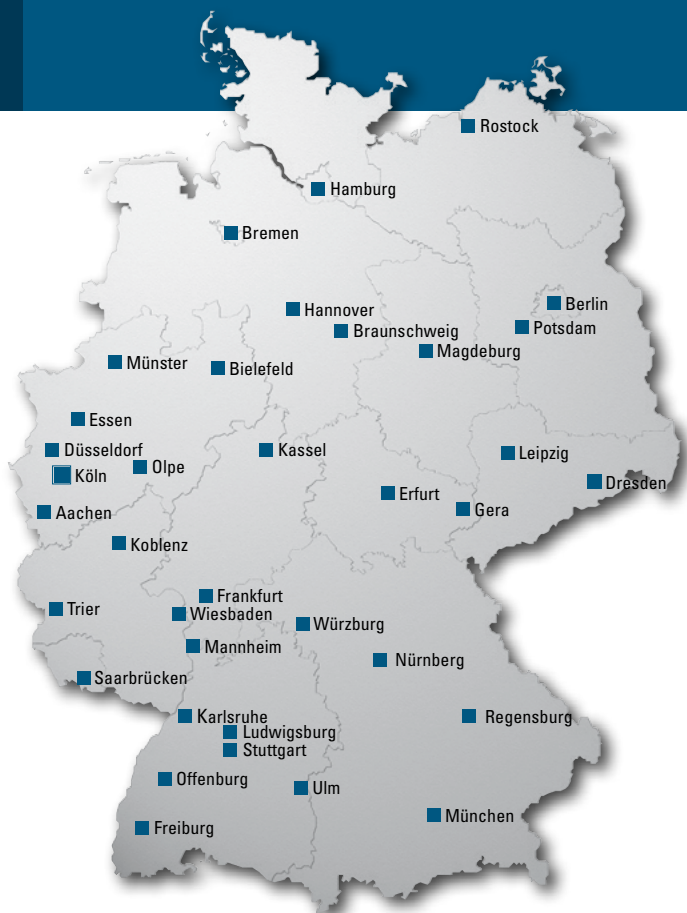 Rostock
Hamburg
Bremen
Berlin
Hannover
Potsdam
Braunschweig
Magdeburg
Münster
Bielefeld
Essen
Düsseldorf
Kassel
Leipzig
Olpe
Köln
Dresden
Erfurt
Gera
Aachen
Koblenz
Frankfurt
Trier
Wiesbaden
Würzburg
Mannheim
Nürnberg
Saarbrücken
Karlsruhe
Regensburg
Ludwigsburg
Stuttgart
Offenburg
Ulm
München
Freiburg